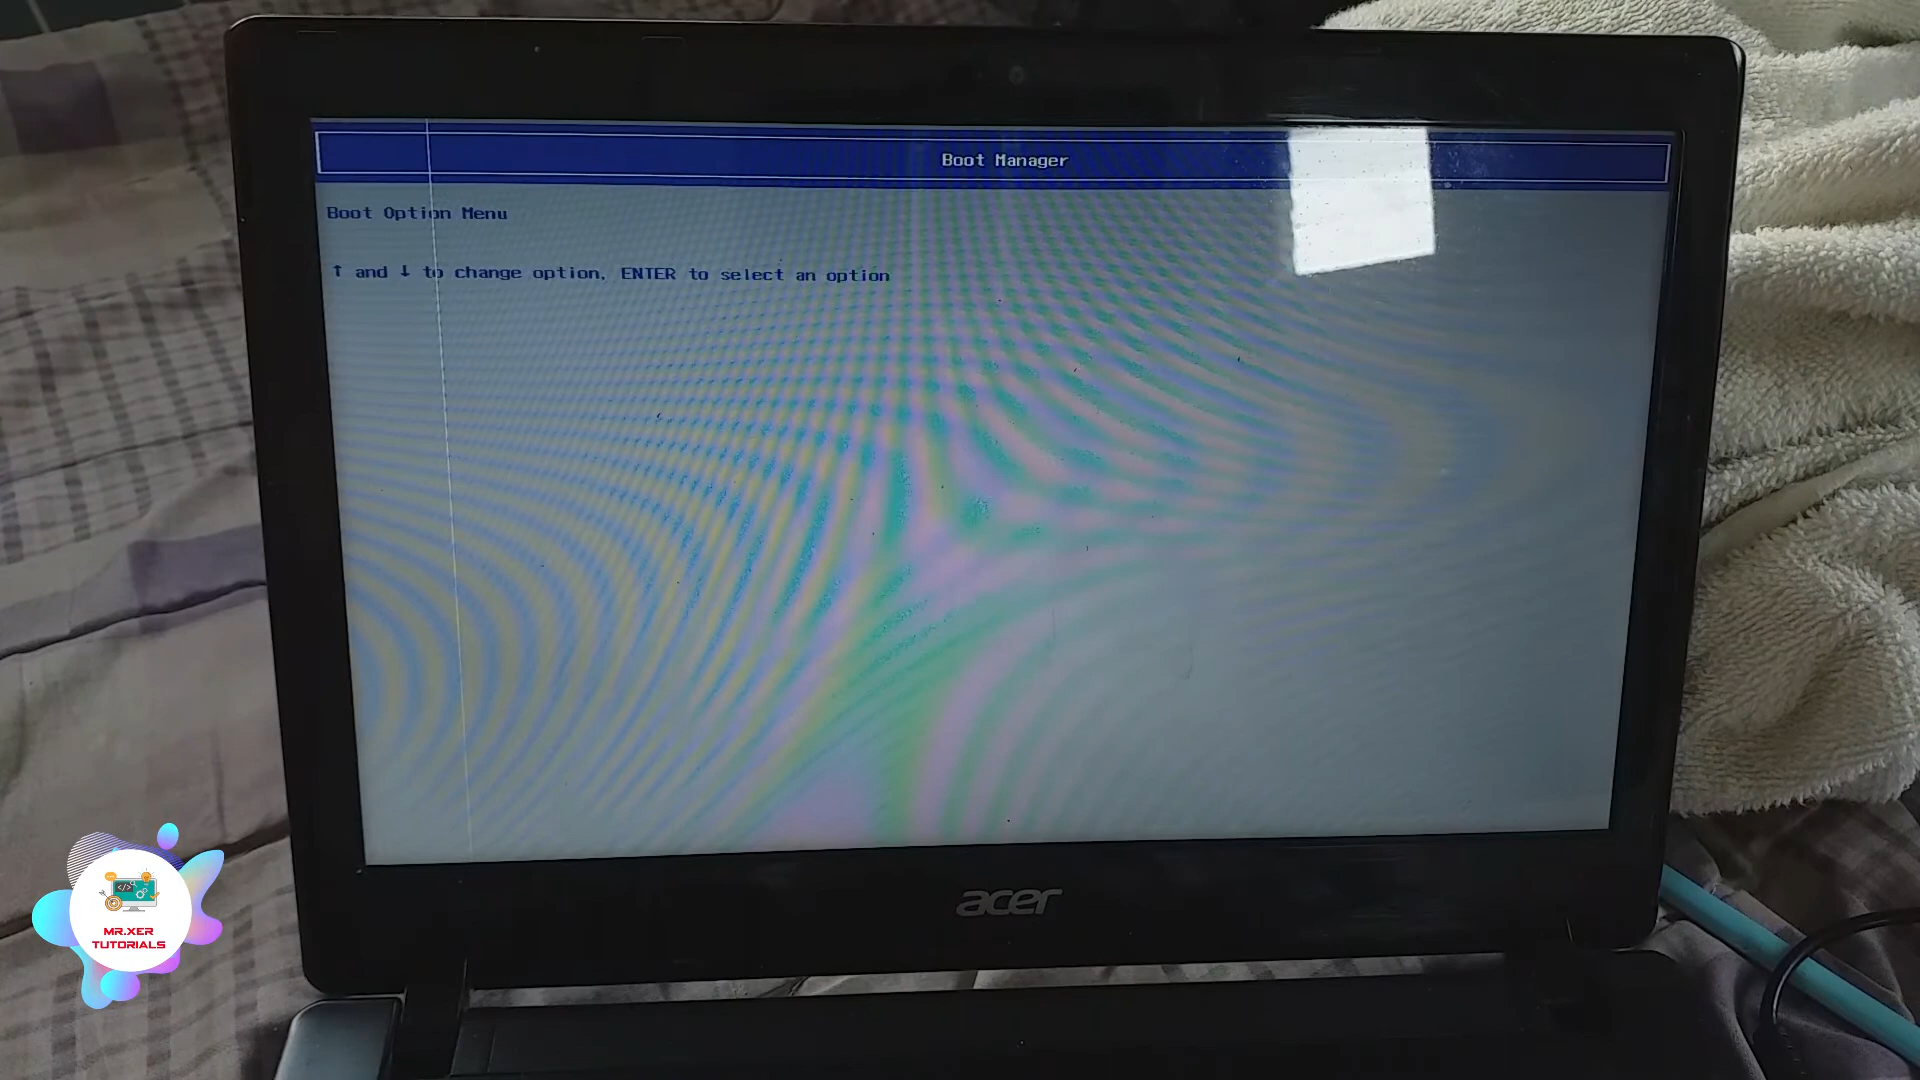 Boot Manager
Boot Option Menu
↑ and ↓ to change option, ENTER to select an option
acer
</>
MR.XER
TUTORIALS